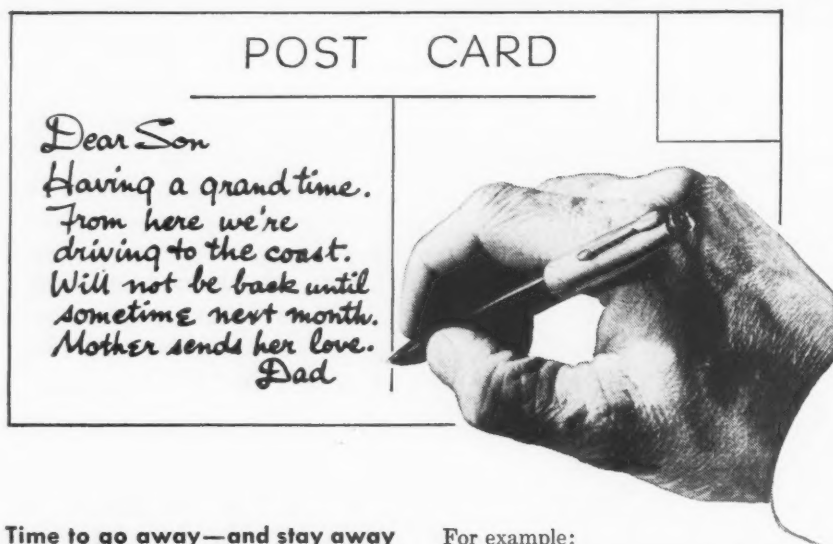 POST CARD
Dear Son
Having a grand time.
From here we're
driving to the coast.
Will not be back until
sometime next month.
Mother sends her love.
Dad
Time to go away—and stay away
For example: